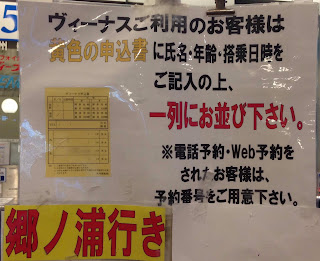 ヴィーナスご利用のお客様は
黄色の申込書に氏名・年齢・搭乗日時を
ご記入の上、
一列にお並び下さい。
※電話予約・Web予約を
されたお客様は、
予約番号をご用意下さい。
郷ノ浦行き
5